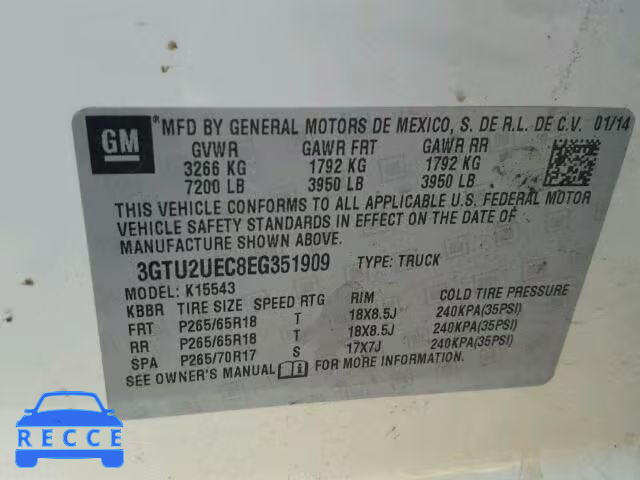 GM
*MFD BY GENERAL MOTORS DE MEXICO, S. DE R.L. DE C.V. 01/14
GVWR GAWR FRT GAWR RR
3266 KG 1792 KG 1792 KG
7200 LB 3950 LB 3950 LB
THIS VEHICLE CONFORMS TO ALL APPLICABLE U.S. FEDERAL MOTOR
VEHICLE SAFETY STANDARDS IN EFFECT ON THE DATE OF
MANUFACTURE SHOWN ABOVE.
3GTU2UEC8EG351909 TYPE: TRUCK
MODEL: K15543
KBBR TIRE SIZE SPEED RTG RIM COLD TIRE PRESSURE
FRT P265/65R18 T 18X8.5J 240KPA(35PSI)
RR P265/65R18 T 18X8.5J 240KPA(35PSI)
SPA P265/70R17 S 17X7J 240KPA(35PSI)
SEE OWNER'S MANUAL FOR MORE INFORMATION.
RECCEE